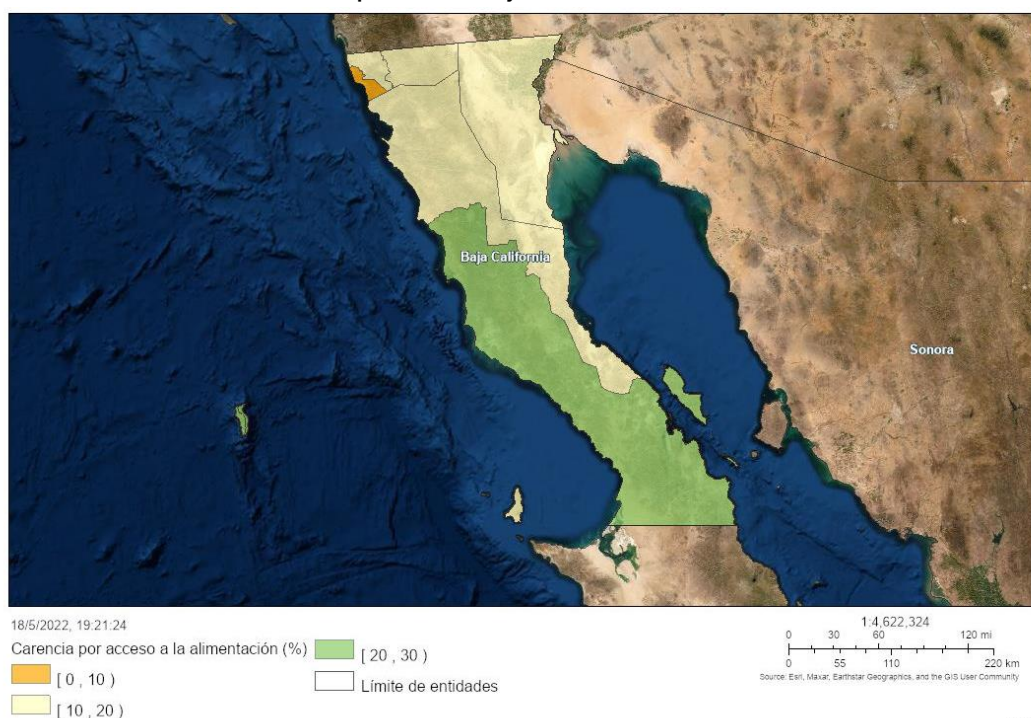 Baja California
Sonora
18/5/2022, 19:21:24
Carencia por acceso a la alimentación (%)
[ 0 , 10 )
[ 10 , 20 )
[ 20 , 30 )
Límite de entidades
1:4,622,324
0 30 60 120 mi
0 55 110 220 km
Source: Esri, Maxar, Earthstar Geographics, and the GIS User Community